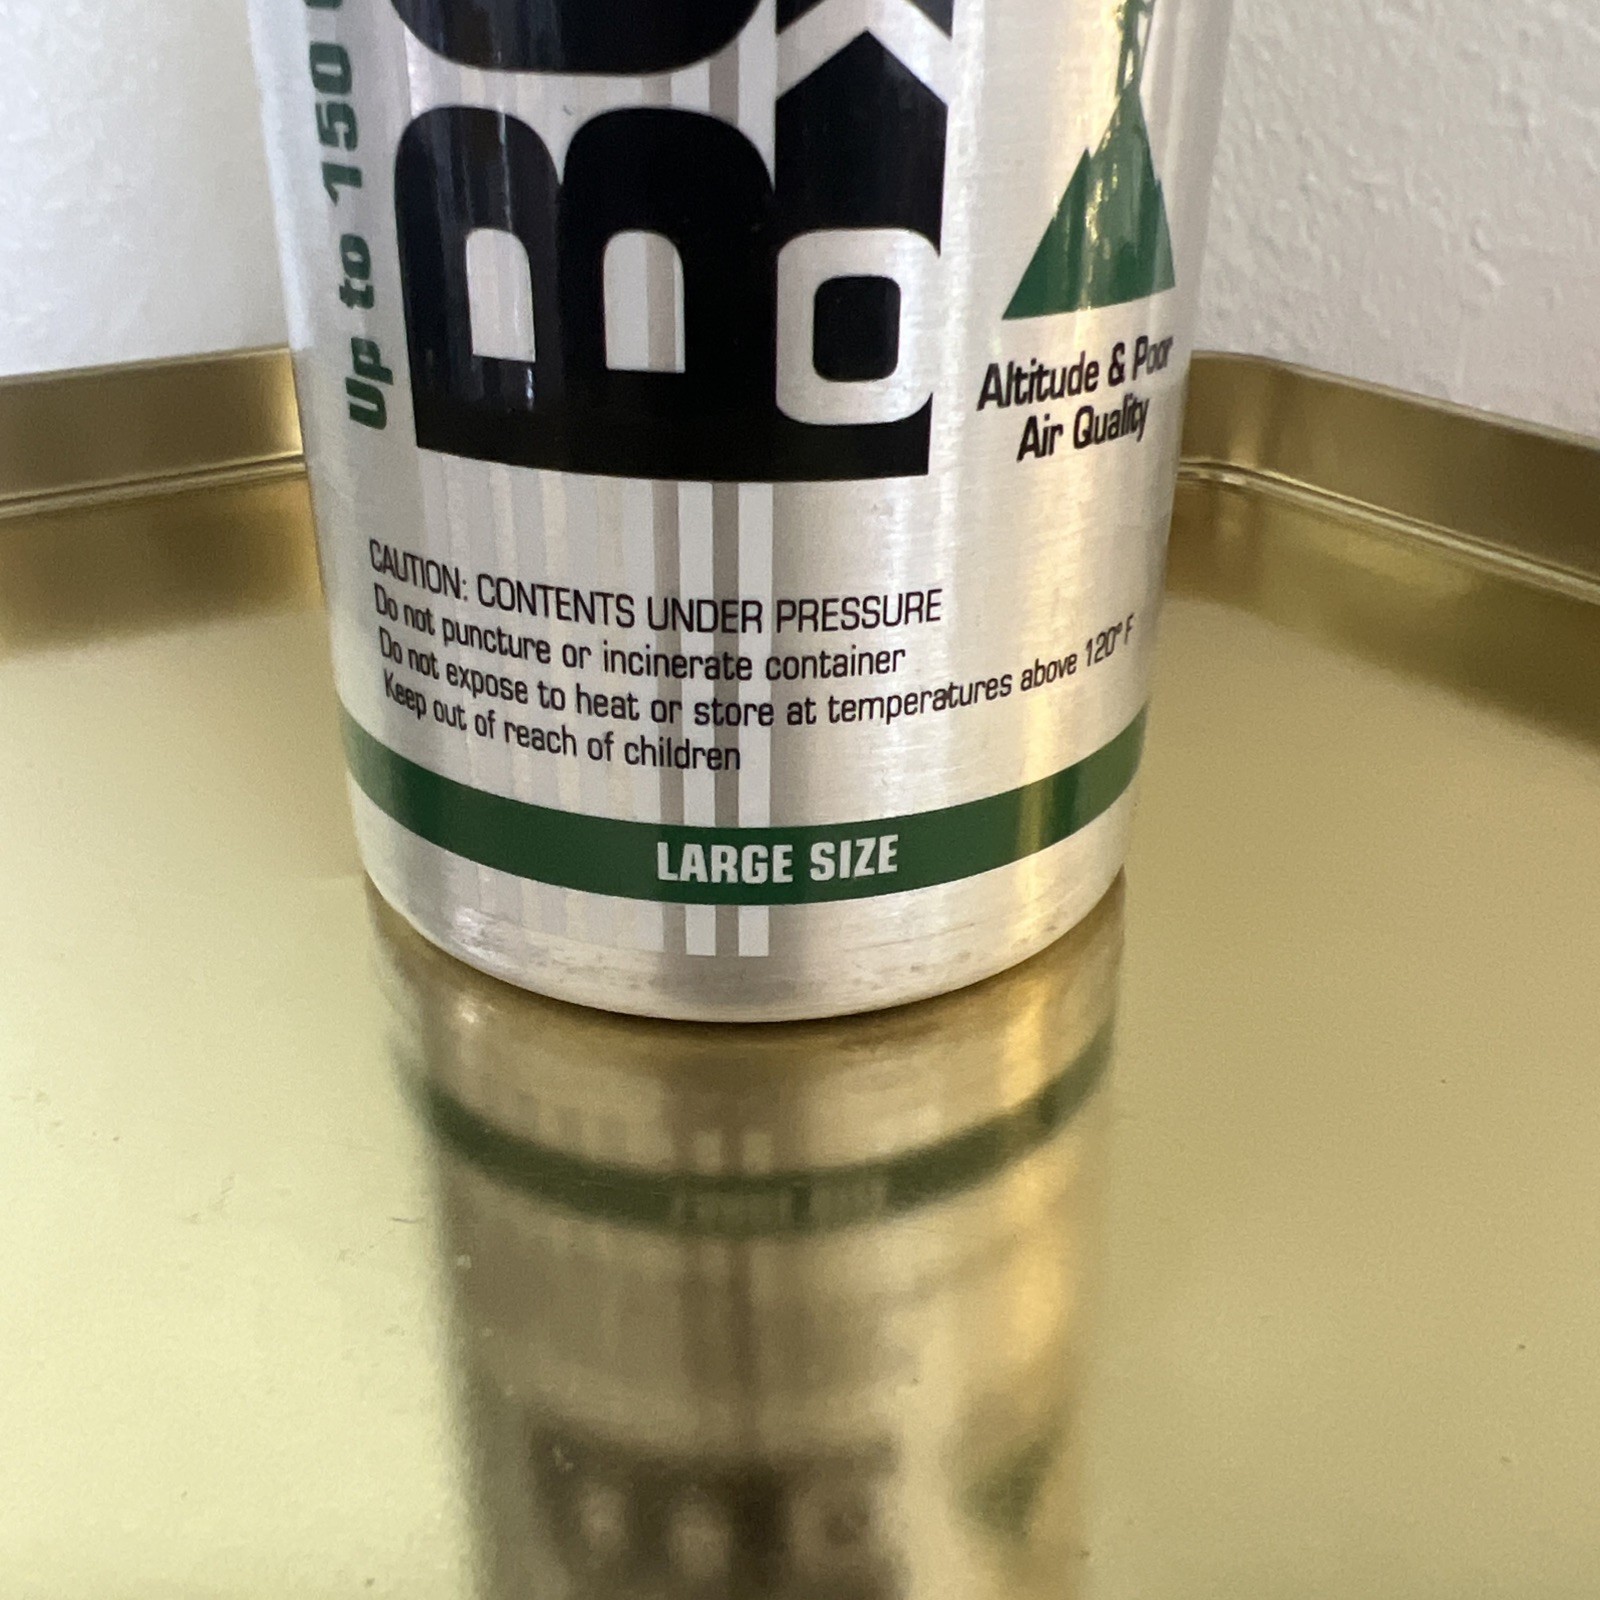 Up to 150
BO
Altitude & Poor
Air Quality
CAUTION: CONTENTS UNDER PRESSURE
Do not puncture or incinerate container
Do not expose to heat or store at temperatures above 120° F
Keep out of reach of children
LARGE SIZE